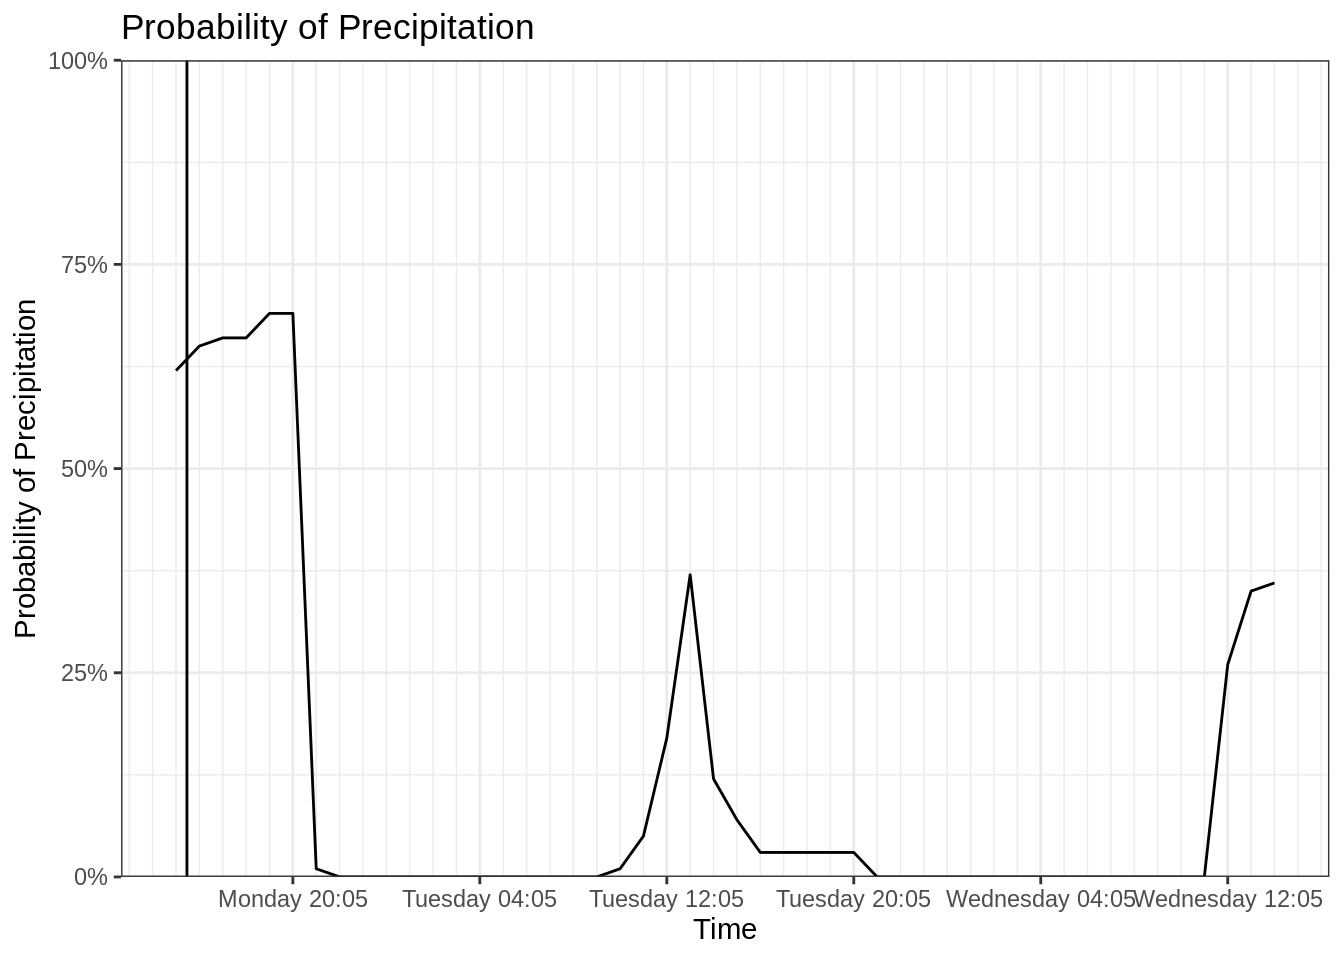 Probability of Precipitation
100%
75%
50%
25%
0%
Probability of Precipitation
Monday 20:05 Tuesday 04:05 Tuesday 12:05 Tuesday 20:05 Wednesday 04:05 Wednesday 12:05
Time